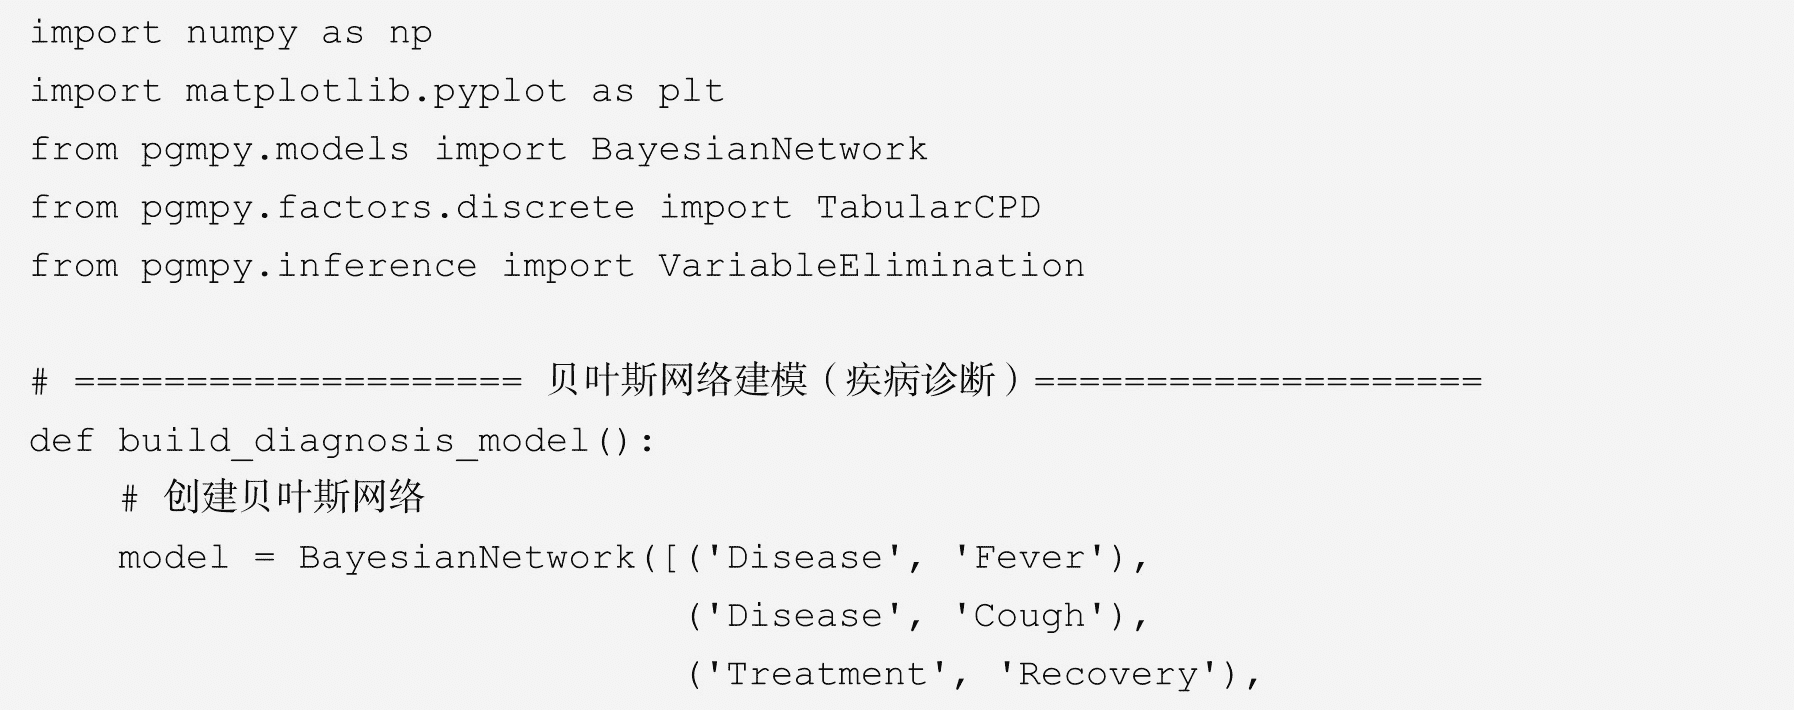 import numpy as np
import matplotlib.pyplot as plt
from pgmpy.models import BayesianNetwork
from pgmpy.factors.discrete import TabularCPD
from pgmpy.inference import VariableElimination
# ==================== 贝叶斯网络建模（疾病诊断）====================
def build_diagnosis_model():
    # 创建贝叶斯网络
    model = BayesianNetwork([('Disease', 'Fever'),
                             ('Disease', 'Cough'),
                             ('Treatment', 'Recovery'),